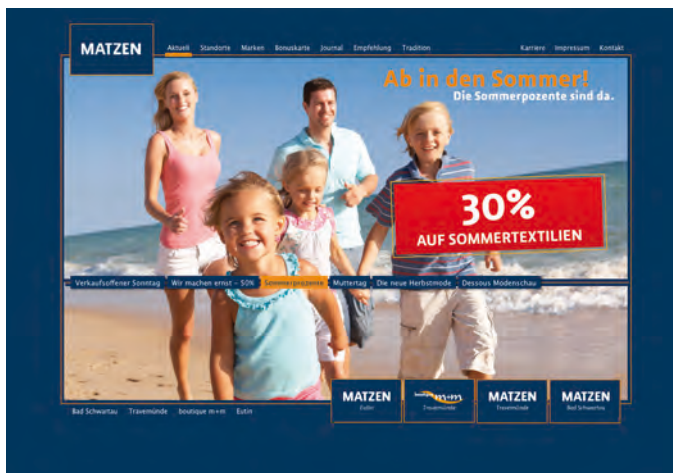 MATZEN
Aktuell Standorte Marken Bonuskarte Journal Empfehlung Tradition Karriere Impressum Kontakt
Ab in den Sommer!
Die Sommerpozente sind da.
30%
AUF SOMMERTEXTILIEN
Verkaufsoffener Sonntag Wir machen ernst – 50% Sommerprozente Muttertag Die neue Herbstmode Dessous Modenschau
MATZEN
Eutin
boutique m+m
Travemünde
MATZEN
Travemünde
MATZEN
Bad Schwartau
Bad Schwartau Travemünde boutique m+m Eutin